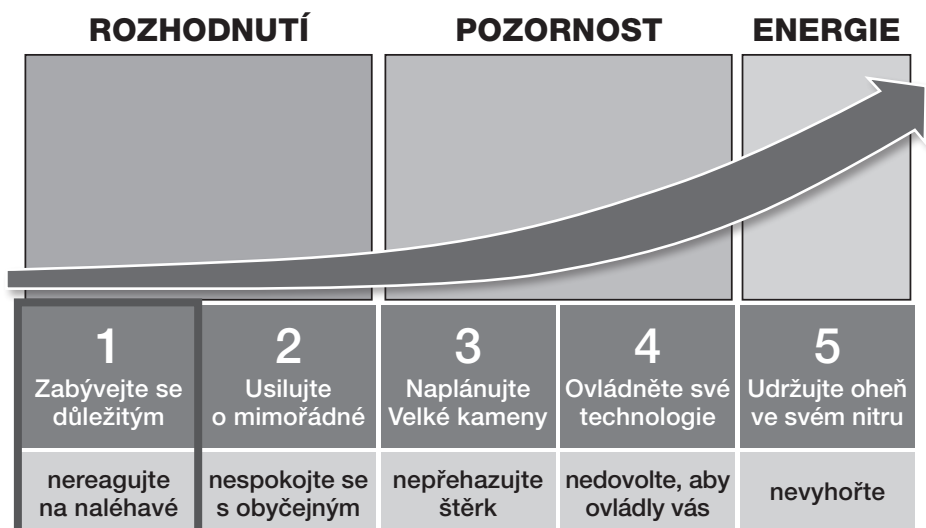 ROZHODNUTÍ POZORNOST ENERGIE
1
Zabývejte se
důležitým
nereagujte
na naléhavé
2
Usilujte
o mimořádné
nespokojte se
s obyčejným
3
Naplánujte
Velké kameny
nepřehazujte
štěrk
4
Ovládněte své
technologie
nedovolte, aby
ovládly vás
5
Udržujte oheň
ve svém nitru
nevyhořte